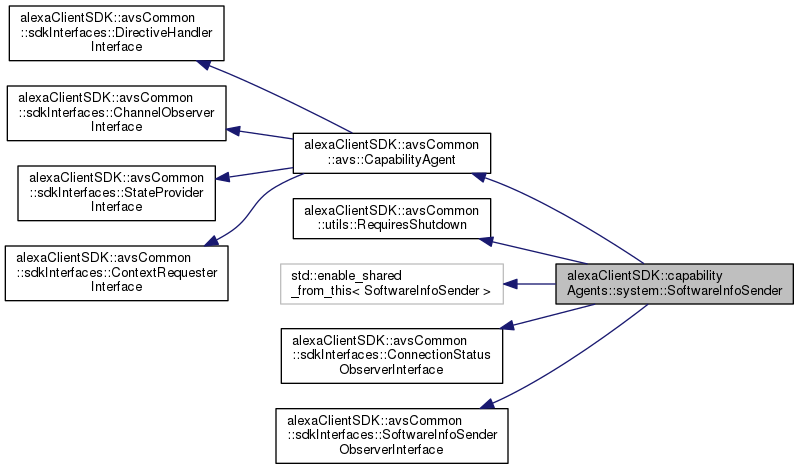 alexaClientSDK::avsCommon
::sdkInterfaces::DirectiveHandler
Interface
alexaClientSDK::avsCommon
::sdkInterfaces::ChannelObserver
Interface
alexaClientSDK::avsCommon
::sdkInterfaces::StateProvider
Interface
alexaClientSDK::avsCommon
::sdkInterfaces::ContextRequester
Interface
alexaClientSDK::avsCommon
::avs::CapabilityAgent
alexaClientSDK::avsCommon
::utils::RequiresShutdown
std::enable_shared
_from_this< SoftwareInfoSender >
alexaClientSDK::avsCommon
::sdkInterfaces::ConnectionStatus
ObserverInterface
alexaClientSDK::avsCommon
::sdkInterfaces::SoftwareInfoSender
ObserverInterface
alexaClientSDK::capability
Agents::system::SoftwareInfoSender